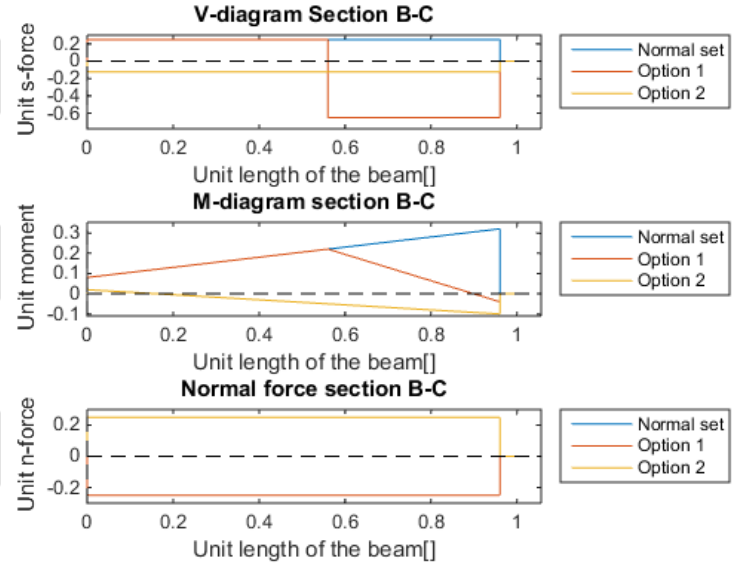 V-diagram Section B-C
Unit s-force
0.2
0
-0.2
-0.4
-0.6
0 0.2 0.4 0.6 0.8 1
Unit length of the beam[]
Normal set
Option 1
Option 2
M-diagram section B-C
Unit moment
0.3
0.2
0.1
0
-0.1
0 0.2 0.4 0.6 0.8 1
Unit length of the beam[]
Normal set
Option 1
Option 2
Normal force section B-C
Unit n-force
0.2
0
-0.2
0 0.2 0.4 0.6 0.8 1
Unit length of the beam[]
Normal set
Option 1
Option 2